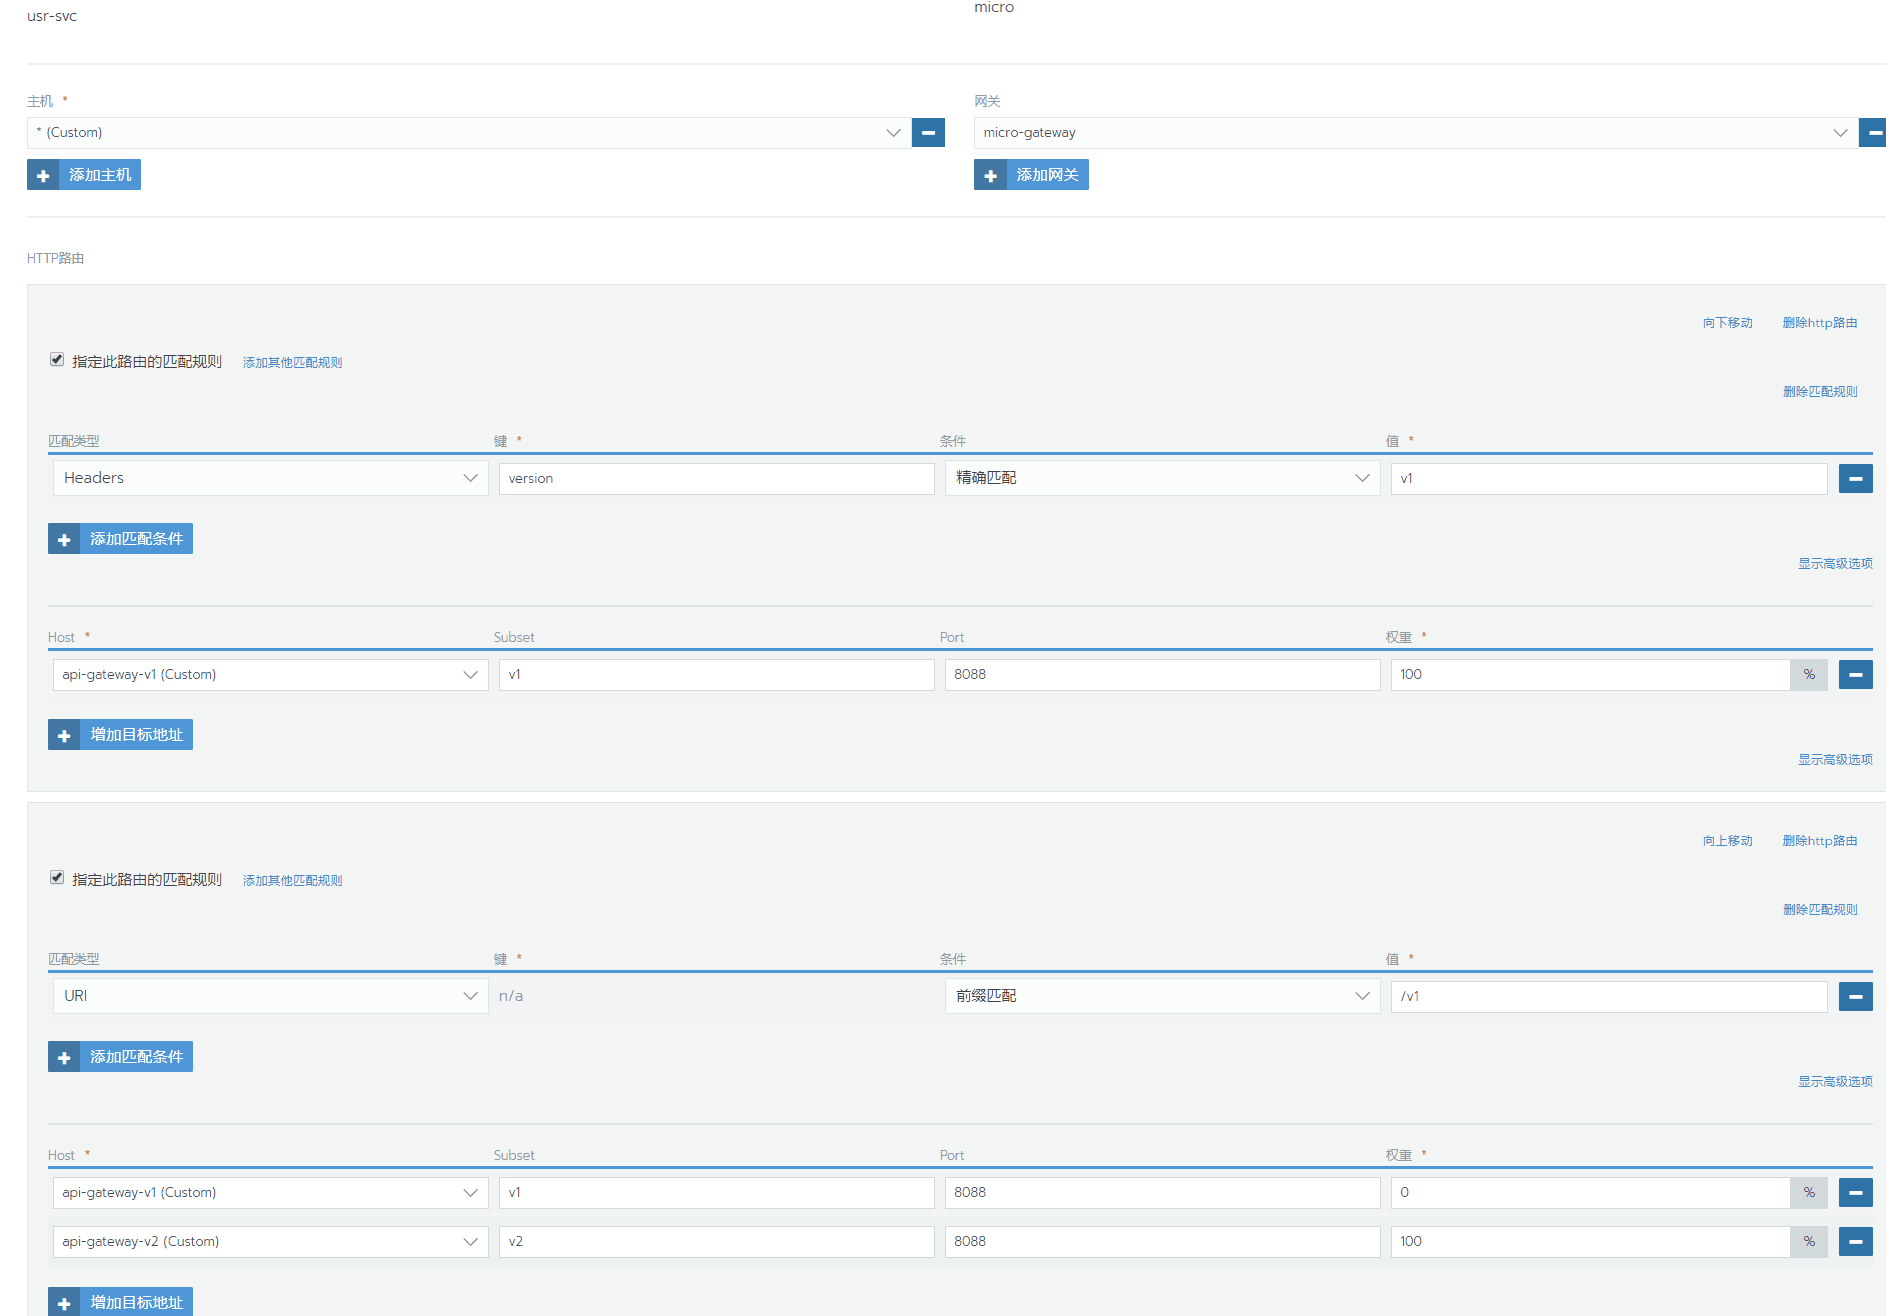 usr-svc
micro
主机 *
网关
* (Custom)
micro-gateway
添加主机
添加网关
HTTP路由
向下移动 删除http路由
指定此路由的匹配规则 添加其他匹配规则
删除匹配规则
匹配类型 键 * 条件 值 *
Headers version 精确匹配 v1
添加匹配条件
显示高级选项
Host * Subset Port 权重 *
api-gateway-v1 (Custom) v1 8088 100 %
增加目标地址
显示高级选项
向上移动 删除http路由
指定此路由的匹配规则 添加其他匹配规则
删除匹配规则
匹配类型 键 * 条件 值 *
URI n/a 前缀匹配 /v1
添加匹配条件
显示高级选项
Host * Subset Port 权重 *
api-gateway-v1 (Custom) v1 8088 0 %
api-gateway-v2 (Custom) v2 8088 100 %
增加目标地址